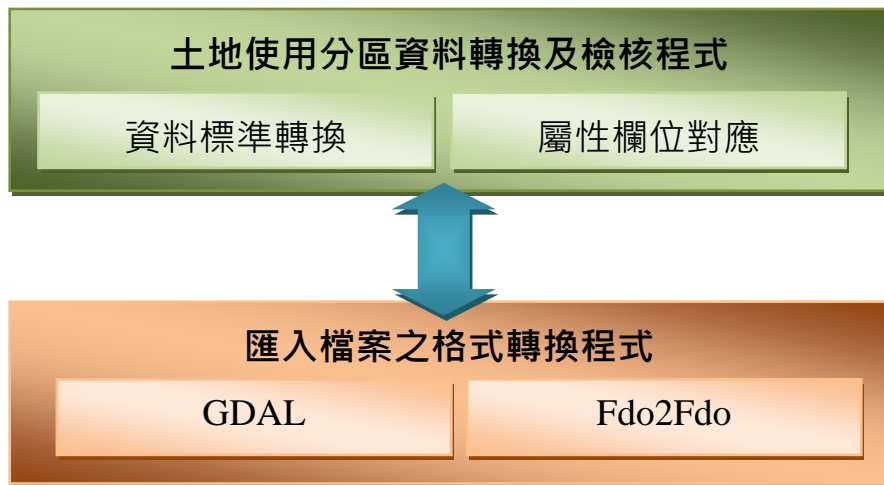 土地使用分區資料轉換及檢核程式
資料標準轉換
屬性欄位對應
匯入檔案之格式轉換程式
GDAL
Fdo2Fdo